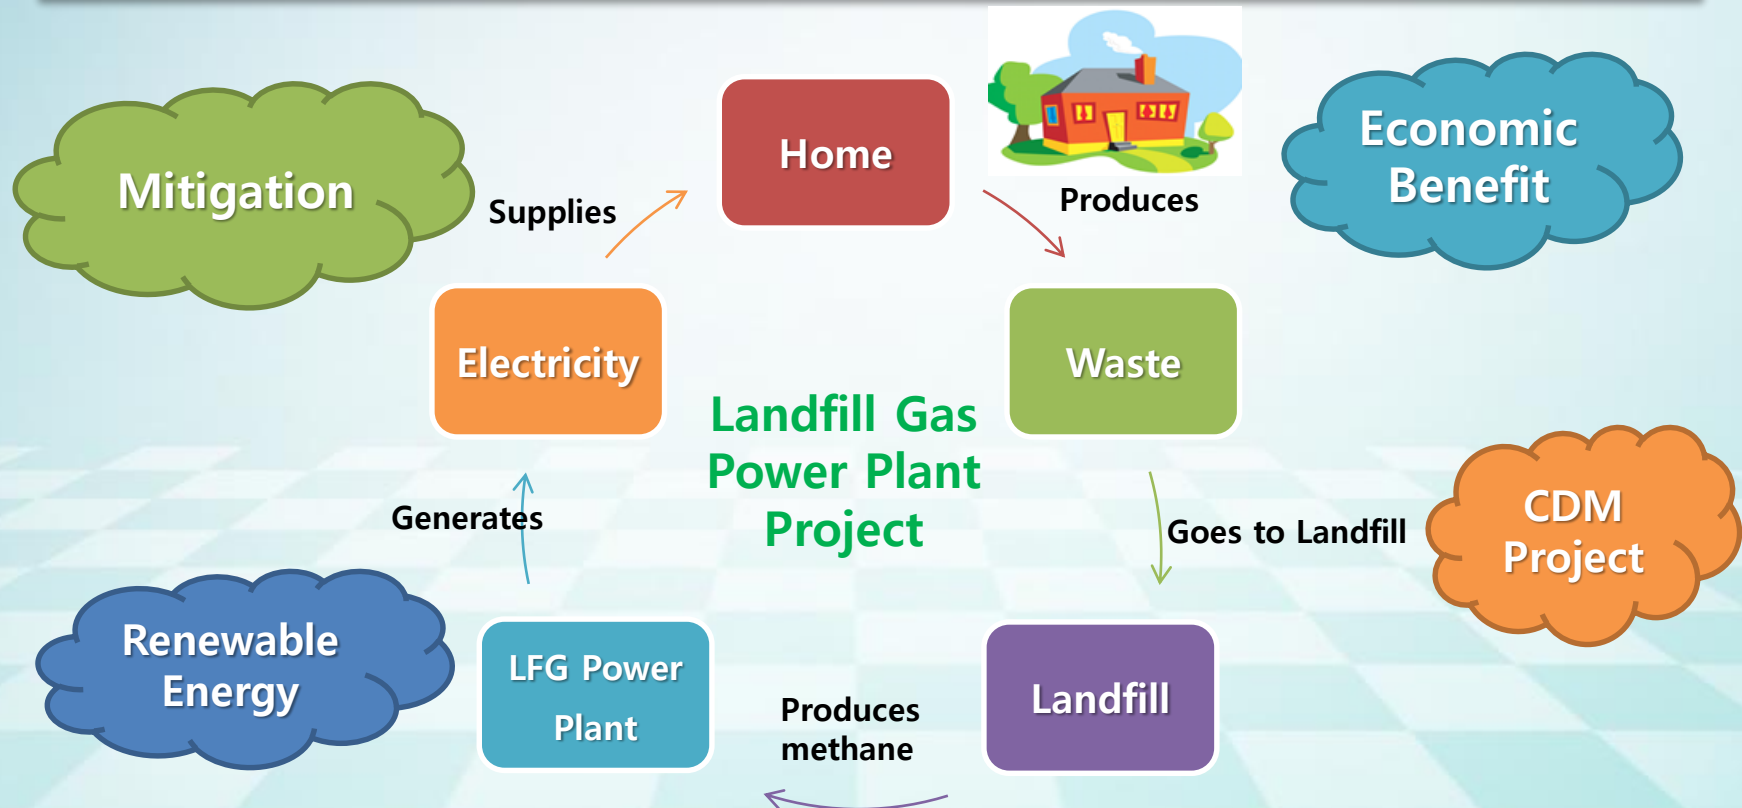 Home
Economic
Benefit
Mitigation
Supplies
Produces
Electricity
Waste
Landfill Gas
Power Plant
Project
Generates
Goes to Landfill
CDM
Project
Renewable
Energy
LFG Power
Plant
Produces
methane
Landfill